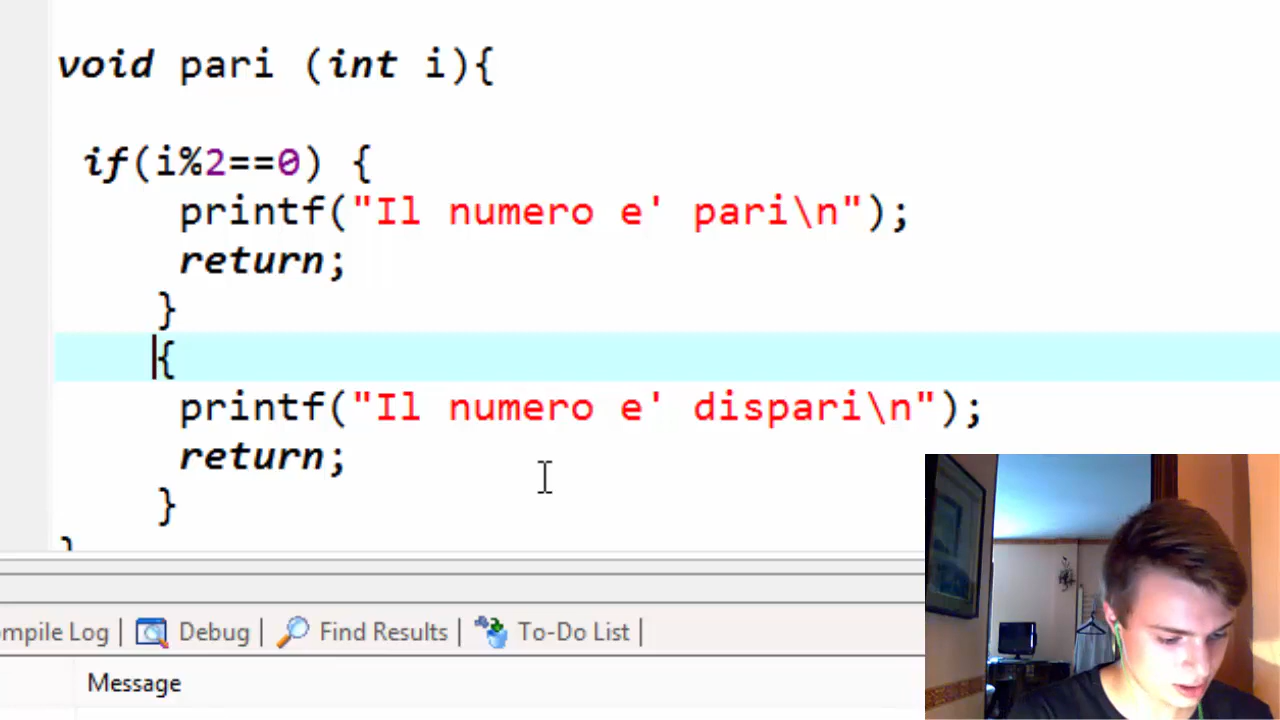 void pari (int i){
if(i%2==0) {
printf("Il numero e' pari\n");
return;
}
{
printf("Il numero e' dispari\n");
return;
}
}
ompile Log
Debug
Find Results
To-Do List
Message